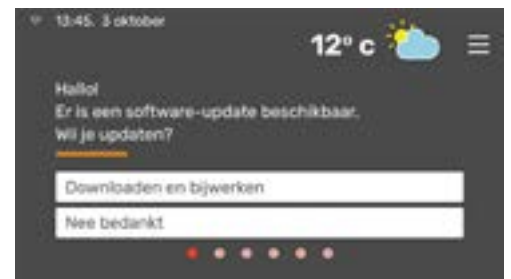 13:45, 3 oktober
12° c
Hallo!
Er is een software-update beschikbaar.
Wil je updaten?
Downloaden en bijwerken
Nee bedankt